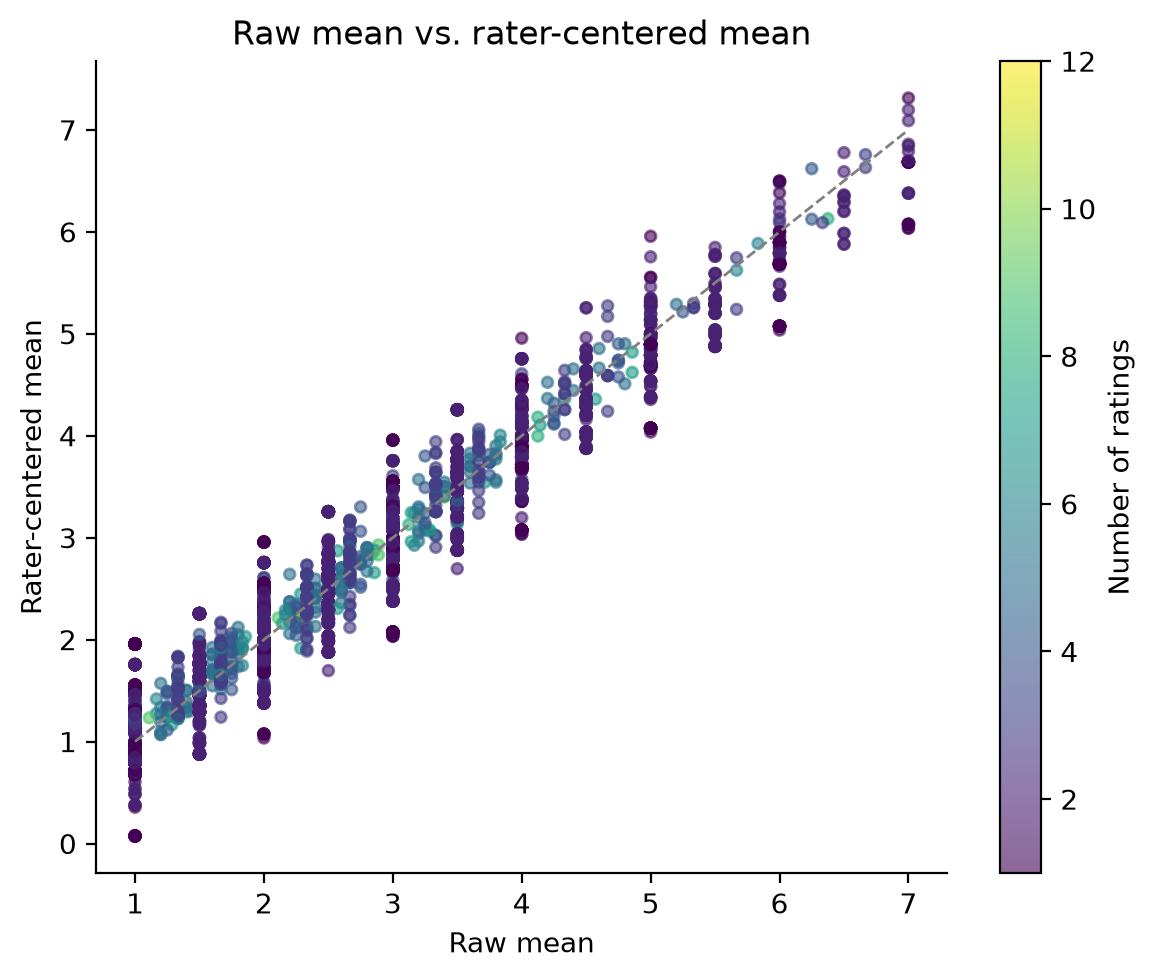 Raw mean vs. rater-centered mean
Rater-centered mean
7
6
5
4
3
2
1
0
1 2 3 4 5 6 7
Raw mean
12
10
8
6
4
2
Number of ratings